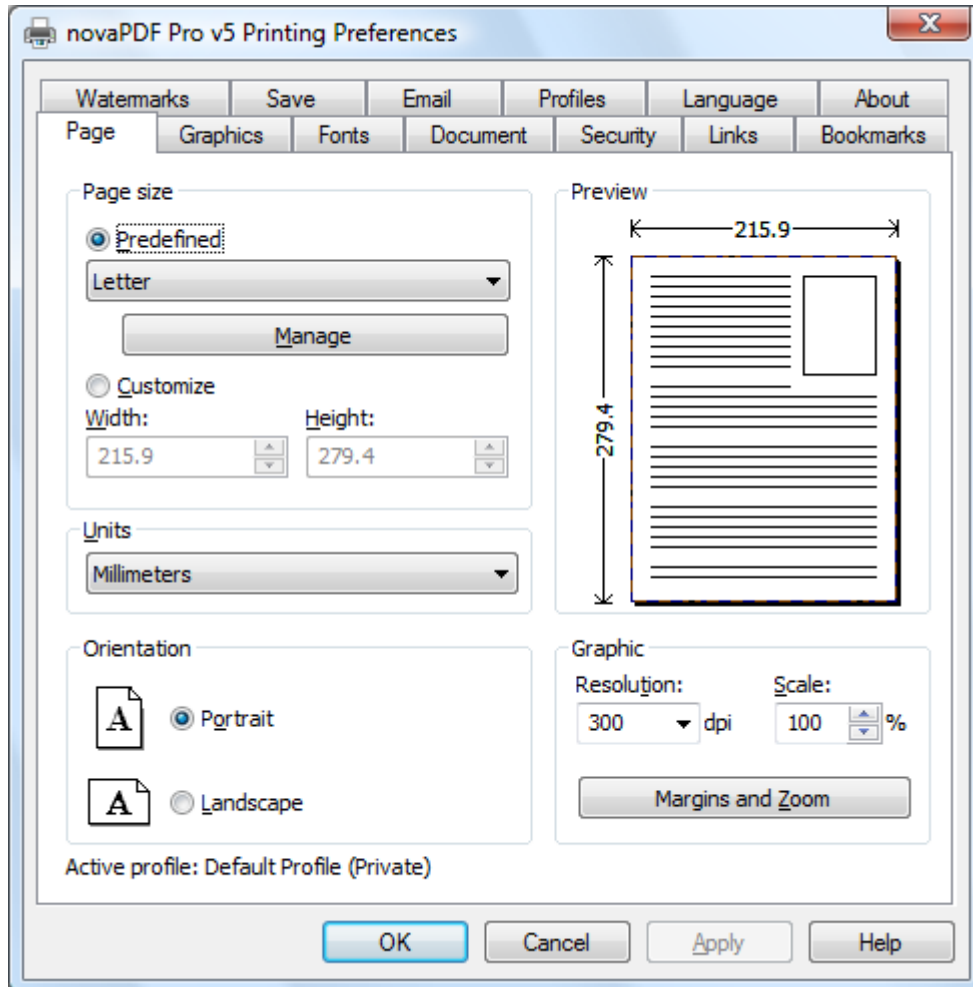 novaPDF Pro v5 Printing Preferences
Watermarks Save Email Profiles Language About
Page Graphics Fonts Document Security Links Bookmarks
Page size
Predefined
Letter
Manage
Customize
Width: Height:
215.9 279.4
Units
Millimeters
Orientation
A Portrait
A Landscape
Preview
215.9
279.4
Graphic
Resolution: Scale:
300 dpi 100 %
Margins and Zoom
Active profile: Default Profile (Private)
OK Cancel Apply Help